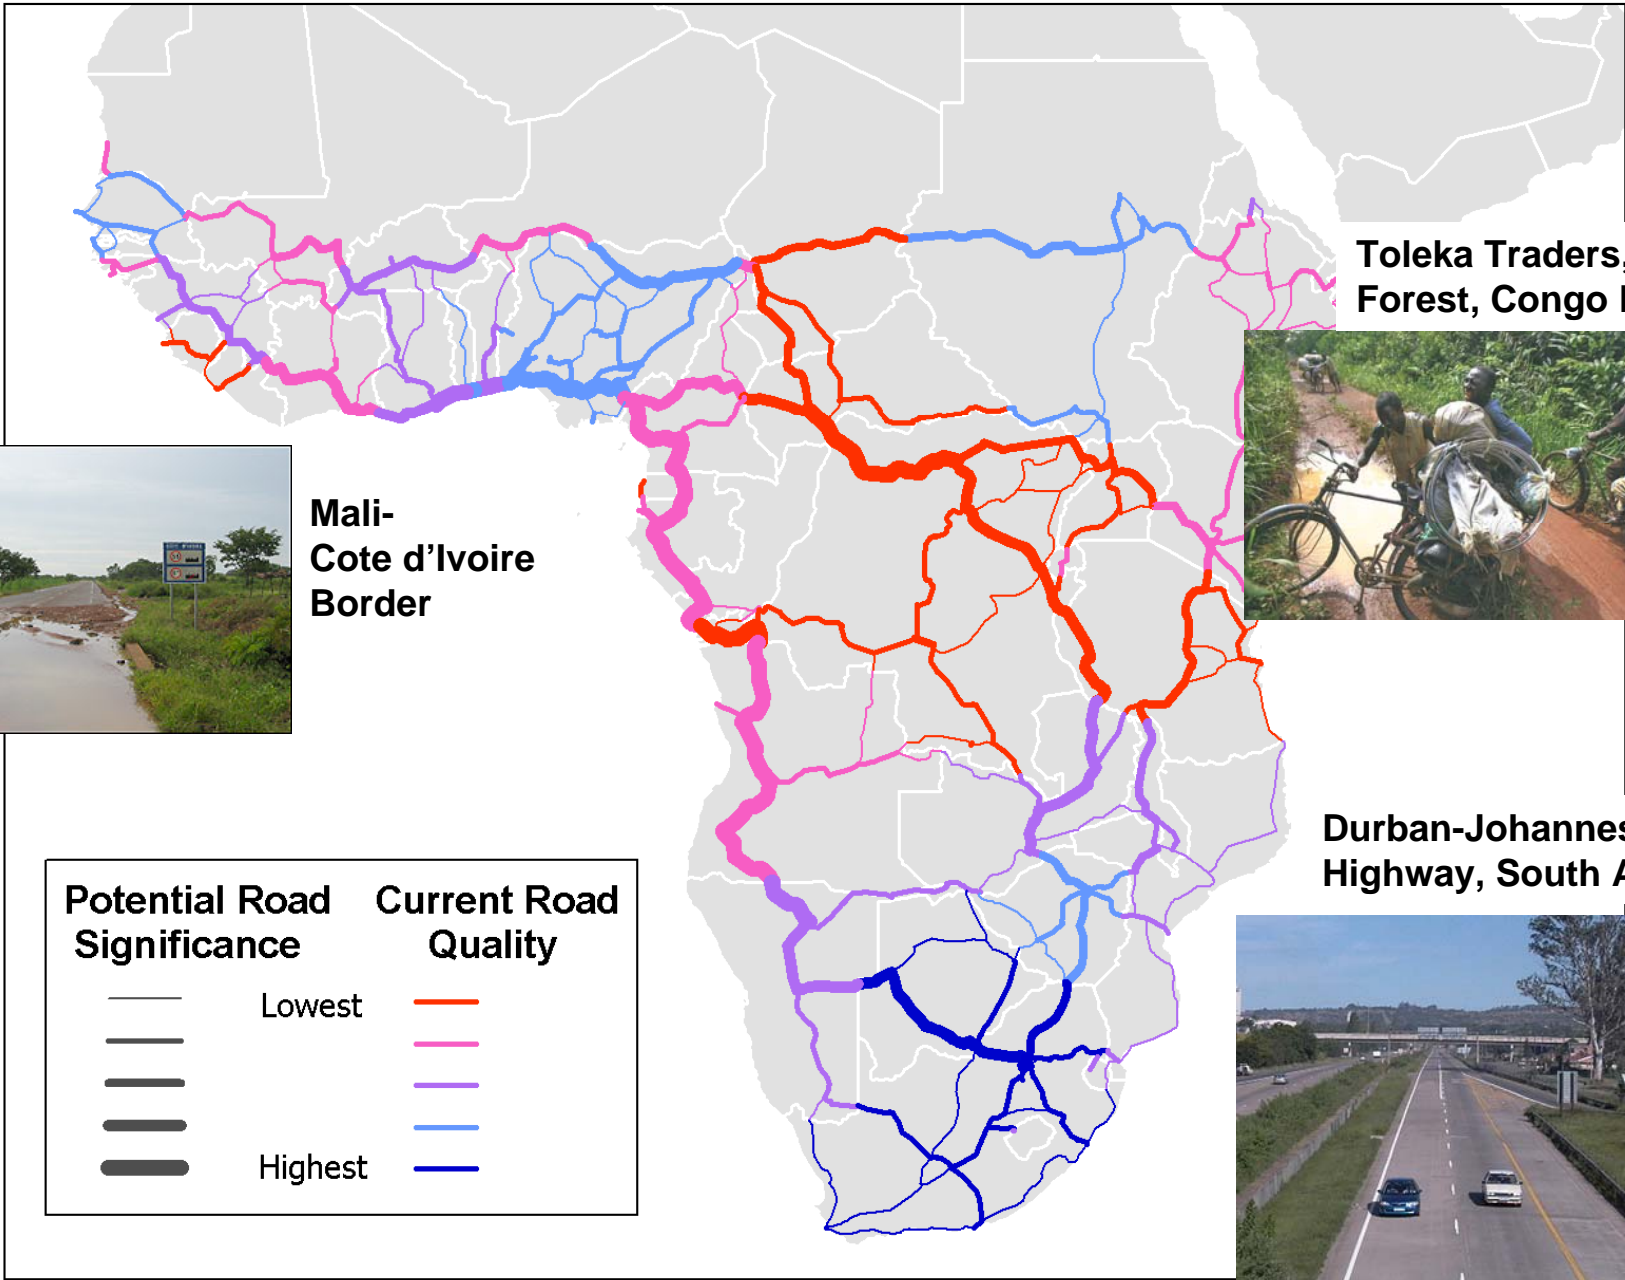 Toleka Traders,
Forest, Congo
Mali-
Cote d'Ivoire
Border
Durban-Johannes
Highway, South A
Potential Road
Significance
Current Road
Quality
Lowest
Highest